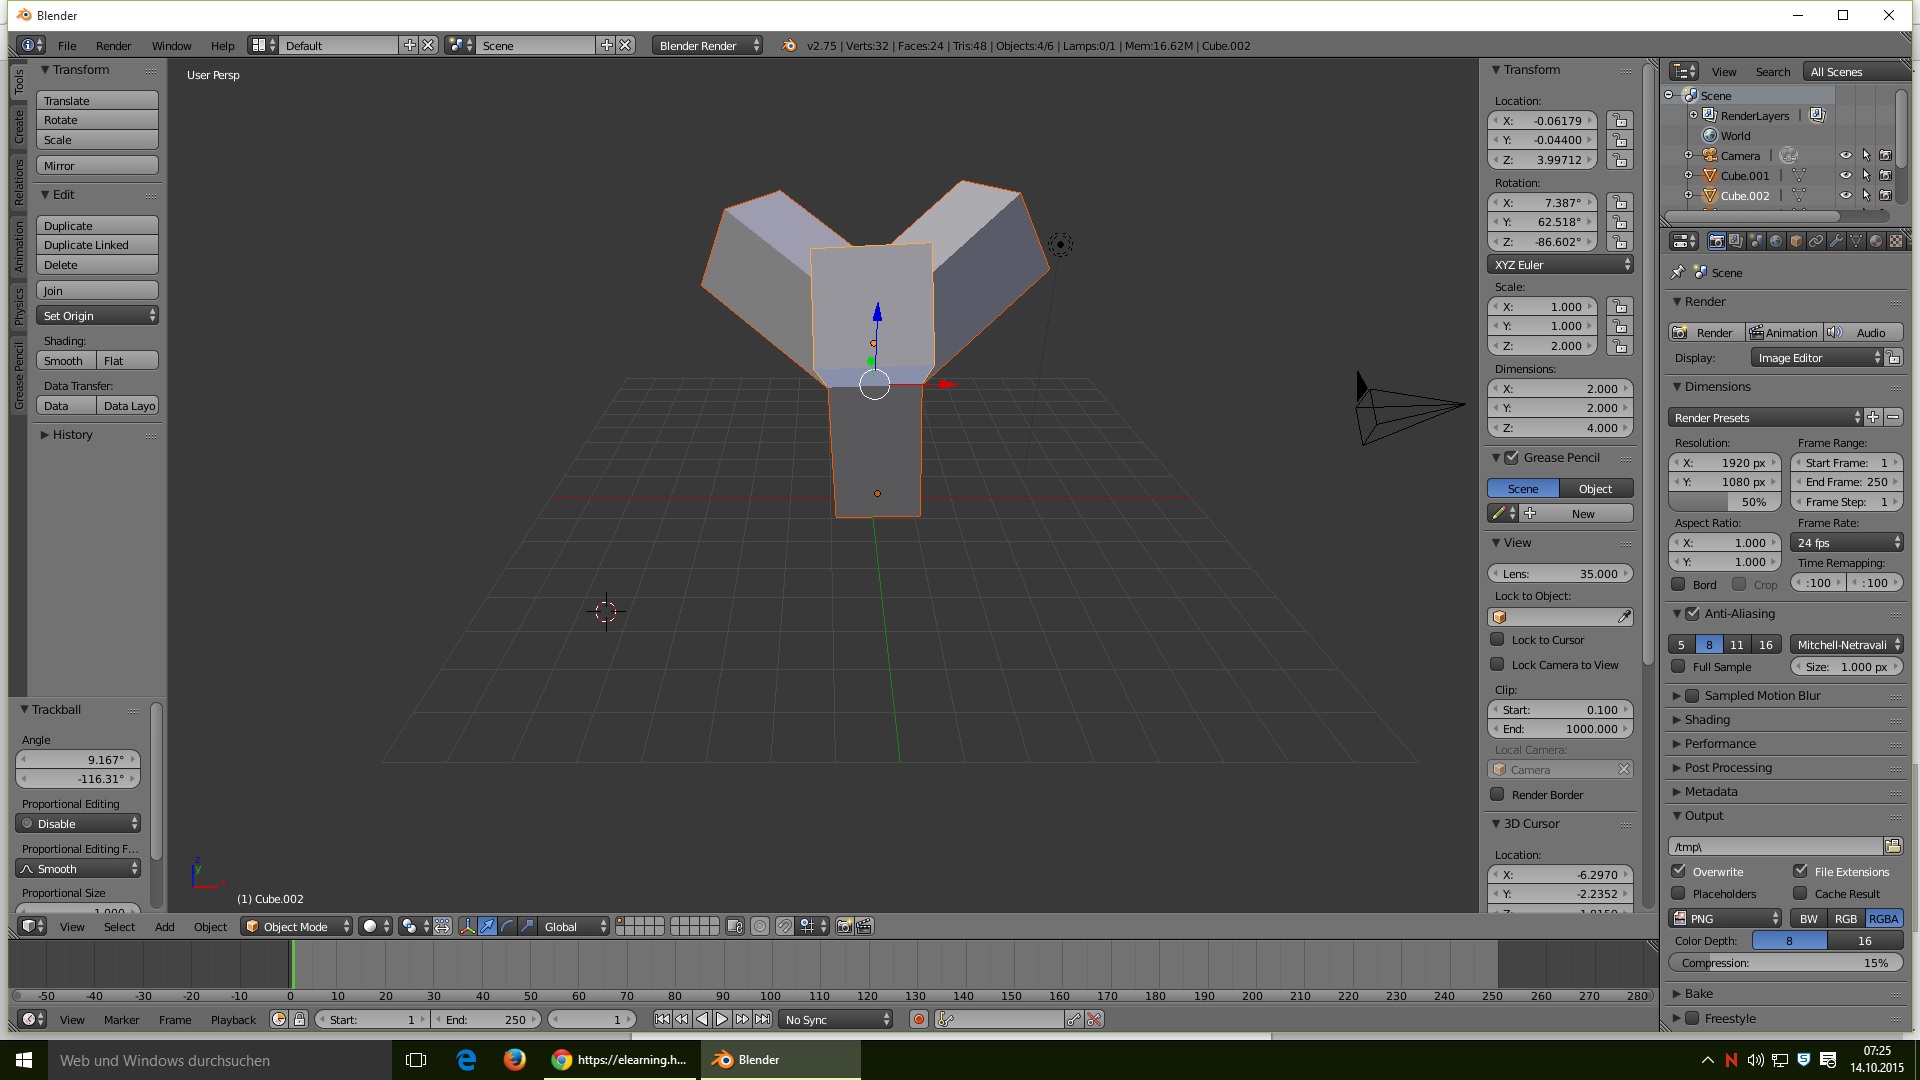 Blender
File Render Window Help Default Scene Blender Render v2.75 | Verts:32 | Faces:24 | Tris:48 | Objects:4/6 | Lamps:0/1 | Mem:16.62M | Cube.002
Tools
Create
Relations
Animation
Physics
Grease Pencil
Transform
Translate
Rotate
Scale
Mirror
Edit
Duplicate
Duplicate Linked
Delete
Join
Set Origin
Shading:
Smooth Flat
Data Transfer:
Data Data Layo
History
Trackball
Angle
9.167°
-116.31°
Proportional Editing
Disable
Proportional Editing F...
Smooth
Proportional Size
User Persp
z
y
x
(1) Cube.002
Transform
Location:
X: -0.06179
Y: -0.04400
Z: 3.99712
Rotation:
X: 7.387°
Y: 62.518°
Z: -86.602°
XYZ Euler
Scale:
X: 1.000
Y: 1.000
Z: 2.000
Dimensions:
X: 2.000
Y: 2.000
Z: 4.000
Grease Pencil
Scene Object
New
View
Lens: 35.000
Lock to Object:
Lock to Cursor
Lock Camera to View
Clip:
Start: 0.100
End: 1000.000
Local Camera:
Camera
Render Border
3D Cursor
Location:
X: -6.2970
Y: -2.2352
View Search All Scenes
Scene
RenderLayers |
World
Camera |
Cube.001 |
Cube.002 |
Scene
Render
Render Animation Audio
Display: Image Editor
Dimensions
Render Presets
Resolution: Frame Range:
X: 1920 px Start Frame: 1
Y: 1080 px End Frame: 250
50% Frame Step: 1
Aspect Ratio: Frame Rate:
X: 1.000 24 fps
Y: 1.000 Time Remapping:
Bord Crop :100 :100
Anti-Aliasing
5 8 11 16 Mitchell-Netravali
Full Sample Size: 1.000 px
Sampled Motion Blur
Shading
Performance
Post Processing
Metadata
Output
/tmp\
Overwrite File Extensions
Placeholders Cache Result
PNG BW RGB RGBA
Color Depth: 8 16
Compression: 15%
Bake
Freestyle
View Select Add Object Object Mode Global
-50 -40 -30 -20 -10 0 10 20 30 40 50 60 70 80 90 100 110 120 130 140 150 160 170 180 190 200 210 220 230 240 250 260 270 280
View Marker Frame Playback Start: 1 End: 250 1 No Sync
Web und Windows durchsuchen https://elearning.h... Blender
07:25
14.10.2015